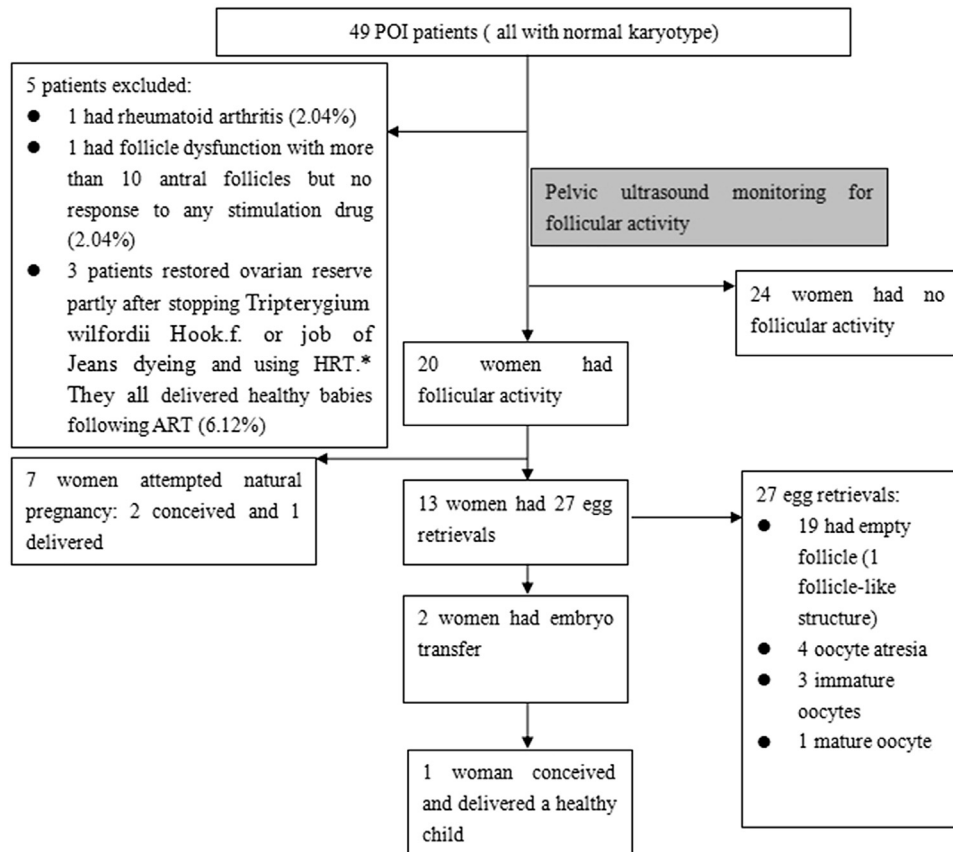 49 POI patients ( all with normal karyotype)
5 patients excluded:
● 1 had rheumatoid arthritis (2.04%)
● 1 had follicle dysfunction with more
than 10 antral follicles but no
response to any stimulation drug
(2.04%)
● 3 patients restored ovarian reserve
partly after stopping Tripterygium
wilfordii Hook.f. or job of
Jeans dyeing and using HRT.*
They all delivered healthy babies
following ART (6.12%)
Pelvic ultrasound monitoring for
follicular activity
24 women had no
follicular activity
20 women had
follicular activity
7 women attempted natural
pregnancy: 2 conceived and 1
delivered
13 women had 27 egg
retrievals
27 egg retrievals:
● 19 had empty
follicle (1
follicle-like
structure)
● 4 oocyte atresia
● 3 immature
oocytes
● 1 mature oocyte
2 women had embryo
transfer
1 woman conceived
and delivered a healthy
child